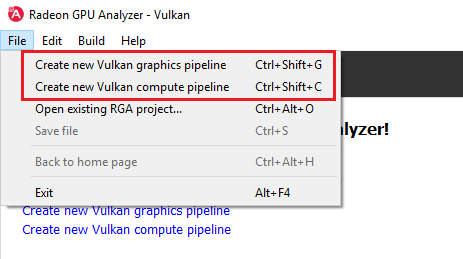 Radeon GPU Analyzer - Vulkan
File Edit Build Help
Create new Vulkan graphics pipeline Ctrl+Shift+G
Create new Vulkan compute pipeline Ctrl+Shift+C
Open existing RGA project... Ctrl+Alt+O
Save file Ctrl+S
alyzer!
Back to home page Ctrl+Alt+H
Exit Alt+F4
Create new Vulkan graphics pipeline
Create new Vulkan compute pipeline